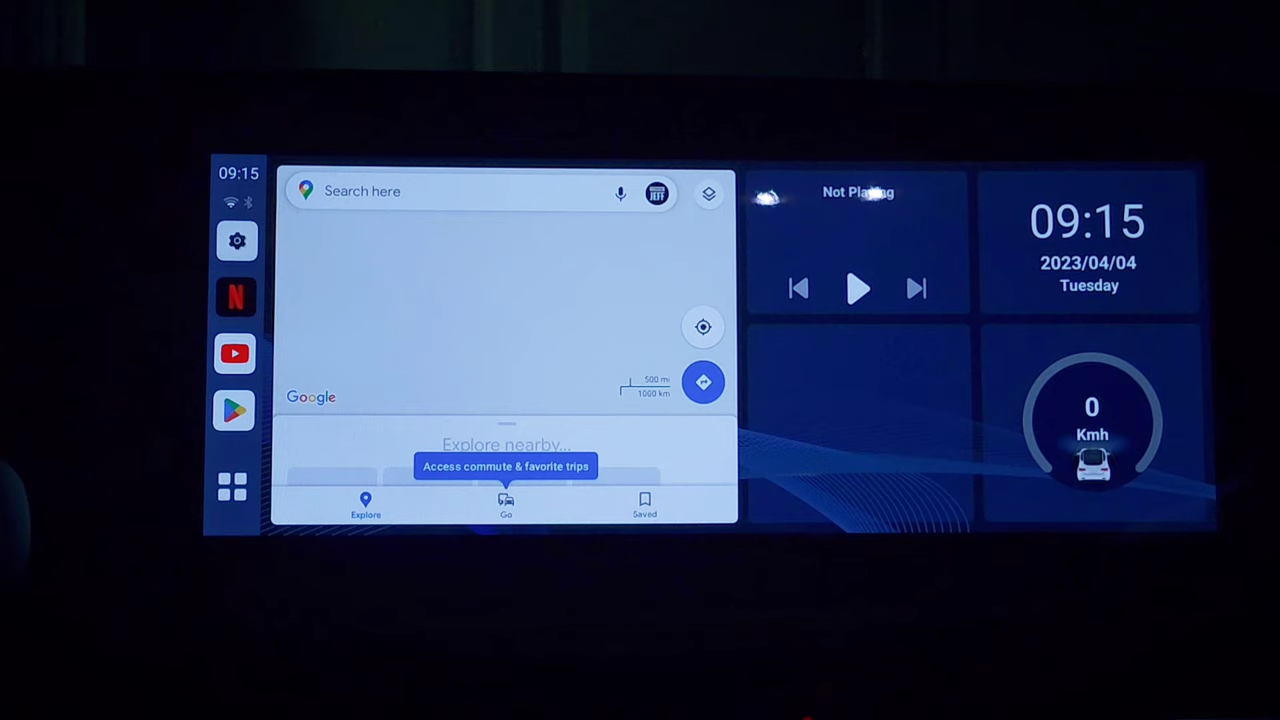 09:15
N
Search here
JEFF
Google
500 mi
1000 km
Explore nearby...
Access commute & favorite trips
Explore
Go
Saved
Not Playing
09:15
2023/04/04
Tuesday
0
Kmh